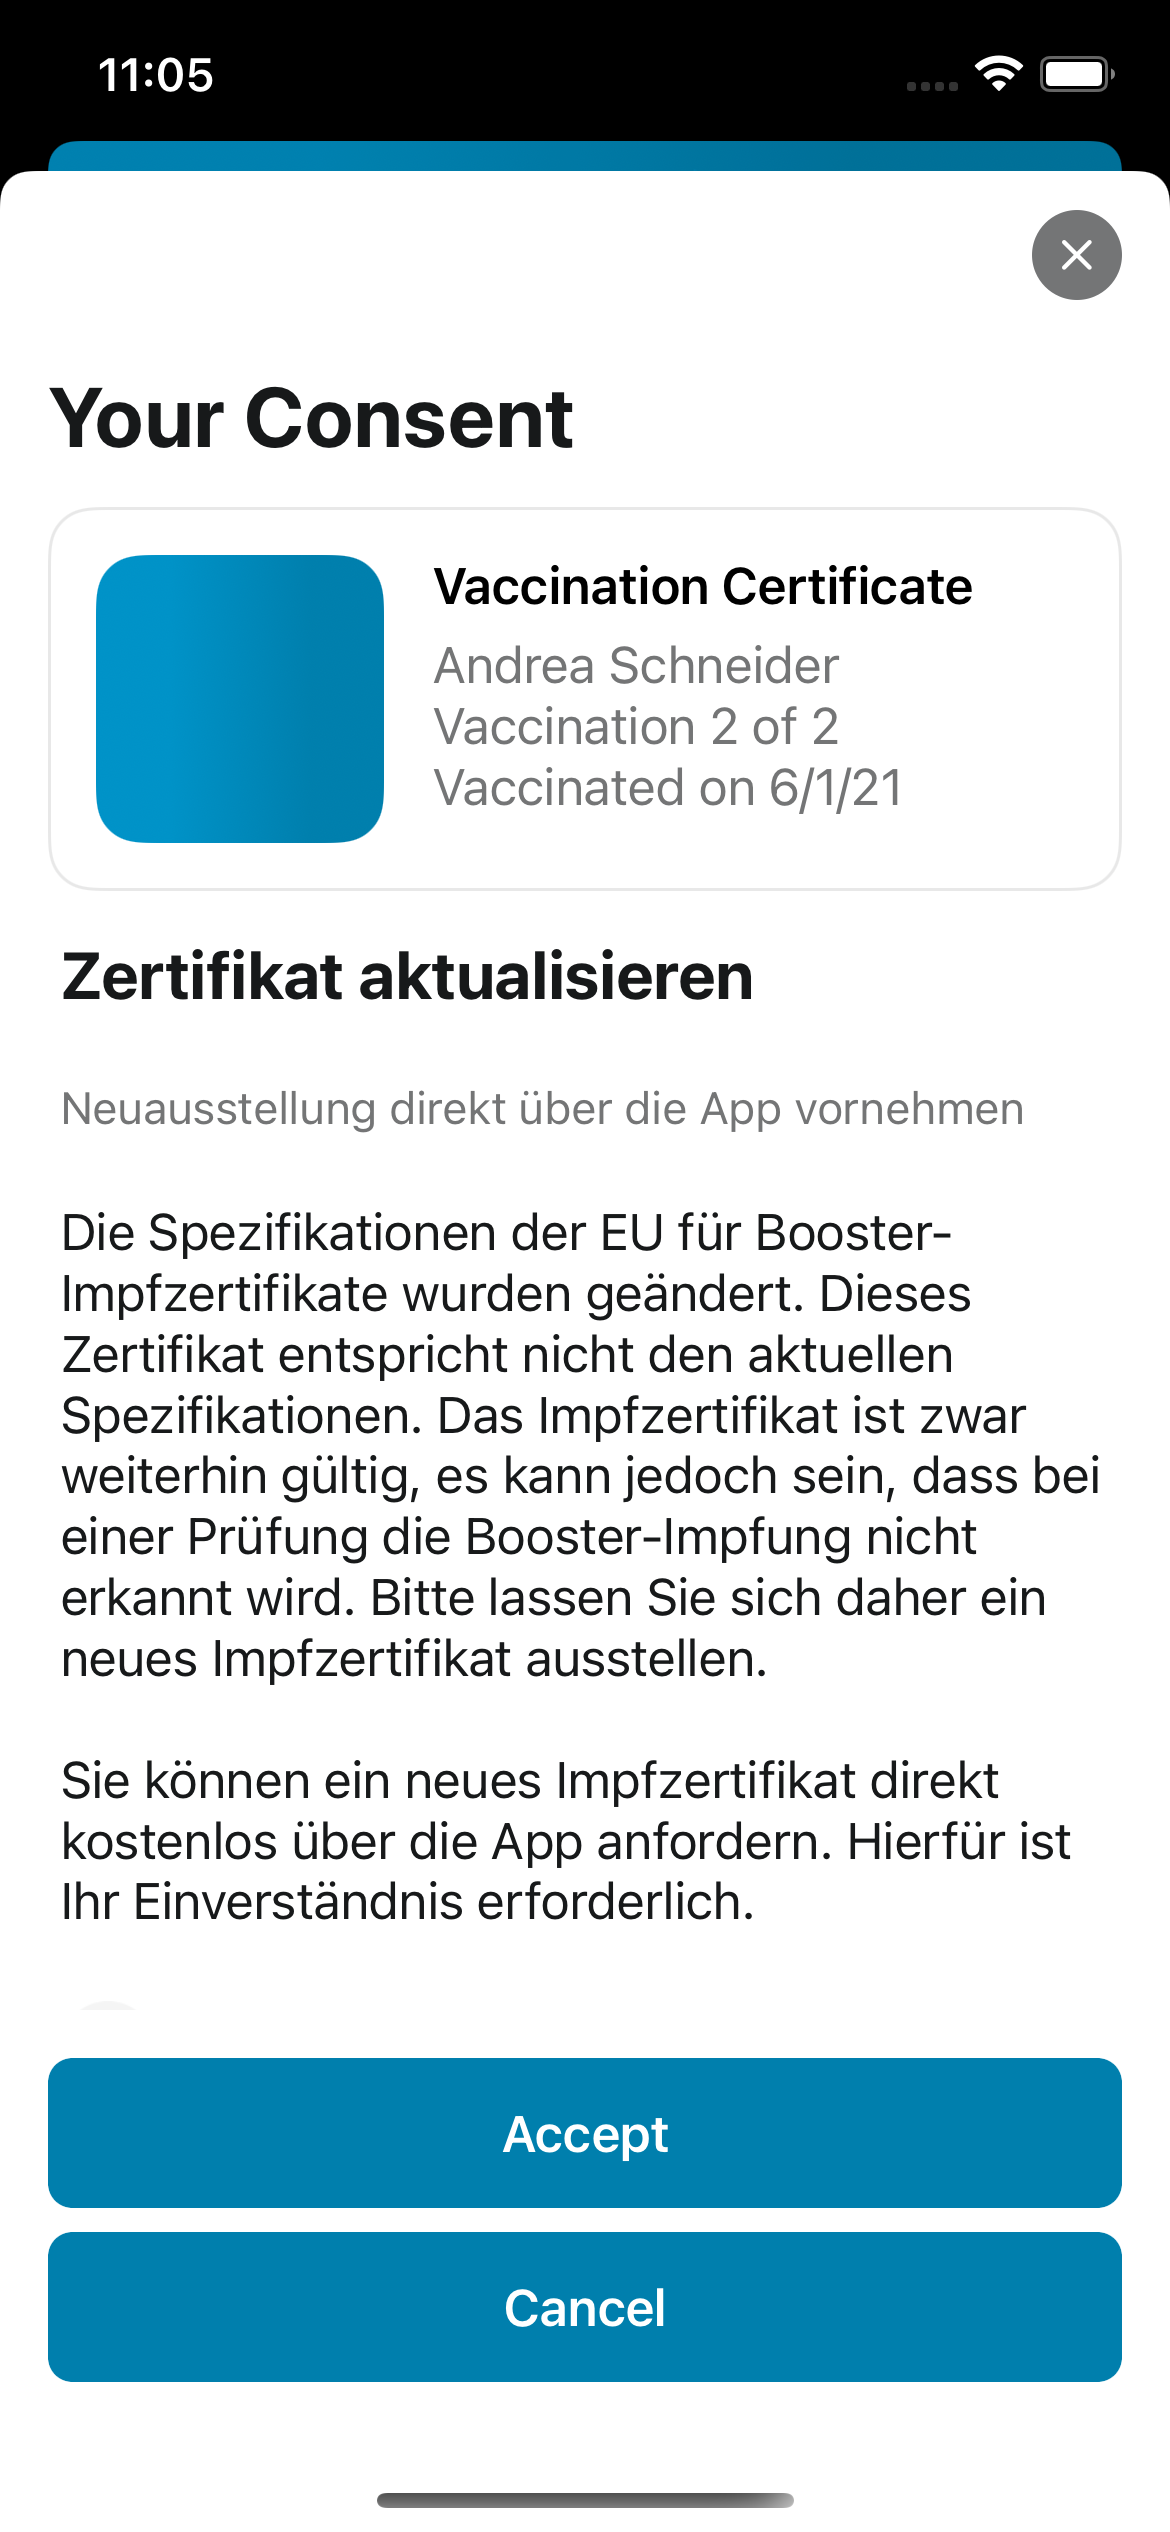 11:05
Your Consent
Vaccination Certificate
Andrea Schneider
Vaccination 2 of 2
Vaccinated on 6/1/21
Zertifikat aktualisieren
Neuausstellung direkt über die App vornehmen
Die Spezifikationen der EU für Booster-
Impfzertifikate wurden geändert. Dieses
Zertifikat entspricht nicht den aktuellen
Spezifikationen. Das Impfzertifikat ist zwar
weiterhin gültig, es kann jedoch sein, dass bei
einer Prüfung die Booster-Impfung nicht
erkannt wird. Bitte lassen Sie sich daher ein
neues Impfzertifikat ausstellen.
Sie können ein neues Impfzertifikat direkt
kostenlos über die App anfordern. Hierfür ist
Ihr Einverständnis erforderlich.
Accept
Cancel